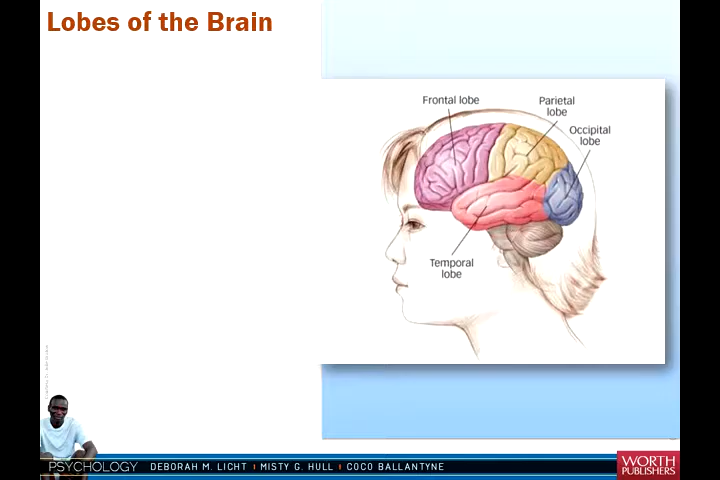 Lobes of the Brain
Frontal lobe
Parietal
lobe
Occipital
lobe
Temporal
lobe
PSYCHOLOGY DEBORAH M. LICHT | MISTY G. HULL | COCO BALLANTYNE
WORTH
PUBLISHERS